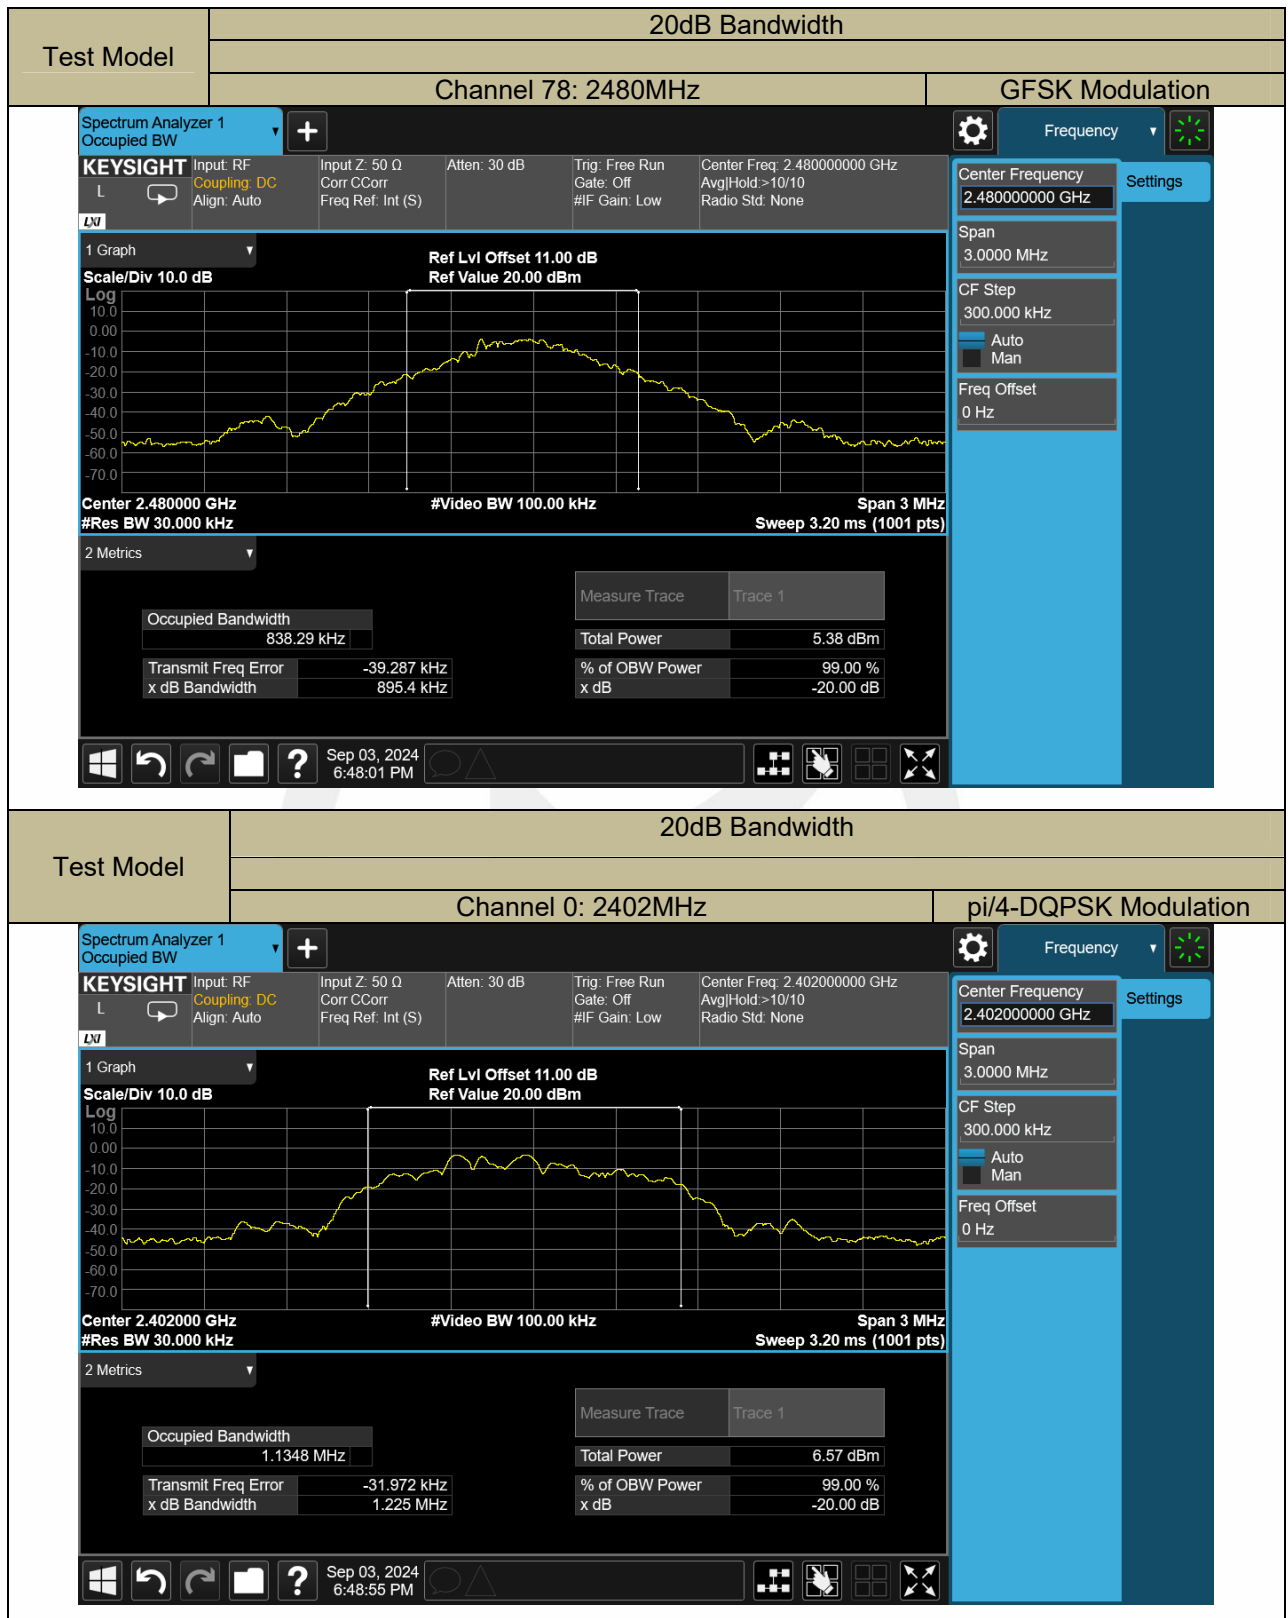 20dB Bandwidth
Test Model
Channel 78: 2480MHz
GFSK Modulation
Spectrum Analyzer 1
Occupied BW
Frequency
KEYSIGHT
L
LXI
Input: RF
Coupling: DC
Align: Auto
Input Z: 50 Ω
Corr CCorr
Freq Ref: Int (S)
Atten: 30 dB
Trig: Free Run
Gate: Off
#IF Gain: Low
Center Freq: 2.480000000 GHz
Avg|Hold:>10/10
Radio Std: None
Center Frequency
2.480000000 GHz
Settings
Span
3.0000 MHz
CF Step
300.000 kHz
Auto
Man
Freq Offset
0 Hz
1 Graph
Scale/Div 10.0 dB
Ref Lvl Offset 11.00 dB
Ref Value 20.00 dBm
Log
10.0
0.00
-10.0
-20.0
-30.0
-40.0
-50.0
-60.0
-70.0
Center 2.480000 GHz
#Video BW 100.00 kHz
Span 3 MHz
#Res BW 30.000 kHz
Sweep 3.20 ms (1001 pts)
2 Metrics
Measure Trace
Trace 1
Occupied Bandwidth
838.29 kHz
Total Power
5.38 dBm
Transmit Freq Error
-39.287 kHz
% of OBW Power
99.00 %
x dB Bandwidth
895.4 kHz
x dB
-20.00 dB
?
Sep 03, 2024
6:48:01 PM
20dB Bandwidth
Test Model
Channel 0: 2402MHz
pi/4-DQPSK Modulation
Spectrum Analyzer 1
Occupied BW
Frequency
KEYSIGHT
L
LXI
Input: RF
Coupling: DC
Align: Auto
Input Z: 50 Ω
Corr CCorr
Freq Ref: Int (S)
Atten: 30 dB
Trig: Free Run
Gate: Off
#IF Gain: Low
Center Freq: 2.402000000 GHz
Avg|Hold:>10/10
Radio Std: None
Center Frequency
2.402000000 GHz
Settings
Span
3.0000 MHz
CF Step
300.000 kHz
Auto
Man
Freq Offset
0 Hz
1 Graph
Scale/Div 10.0 dB
Ref Lvl Offset 11.00 dB
Ref Value 20.00 dBm
Log
10.0
0.00
-10.0
-20.0
-30.0
-40.0
-50.0
-60.0
-70.0
Center 2.402000 GHz
#Video BW 100.00 kHz
Span 3 MHz
#Res BW 30.000 kHz
Sweep 3.20 ms (1001 pts)
2 Metrics
Measure Trace
Trace 1
Occupied Bandwidth
1.1348 MHz
Total Power
6.57 dBm
Transmit Freq Error
-31.972 kHz
% of OBW Power
99.00 %
x dB Bandwidth
1.225 MHz
x dB
-20.00 dB
?
Sep 03, 2024
6:48:55 PM